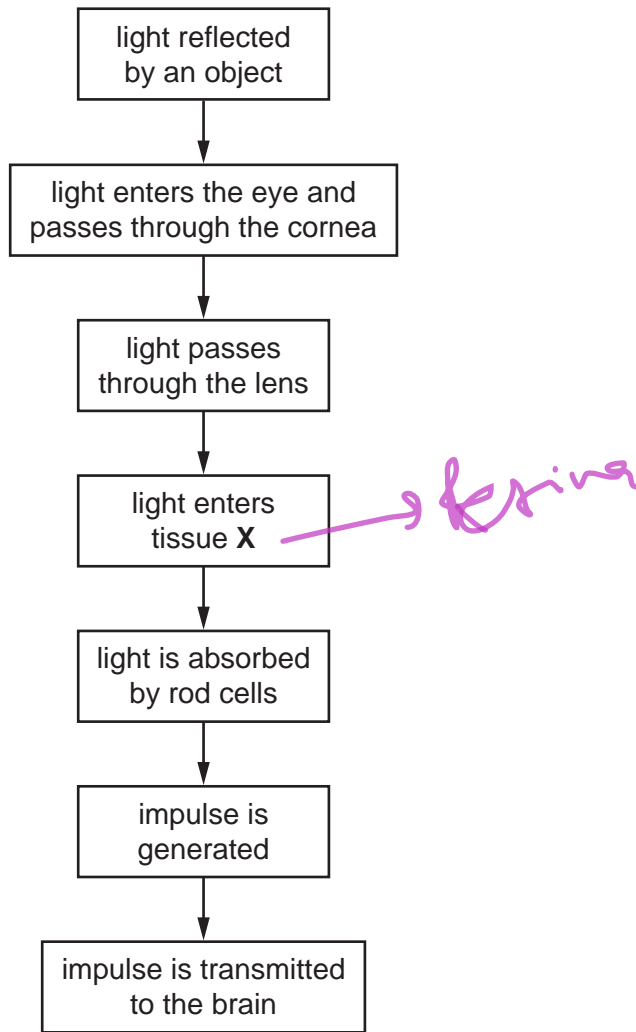 light reflected
by an object
light enters the eye and
passes through the cornea
light passes
through the lens
light enters
tissue X
Retina
light is absorbed
by rod cells
impulse is
generated
impulse is transmitted
to the brain